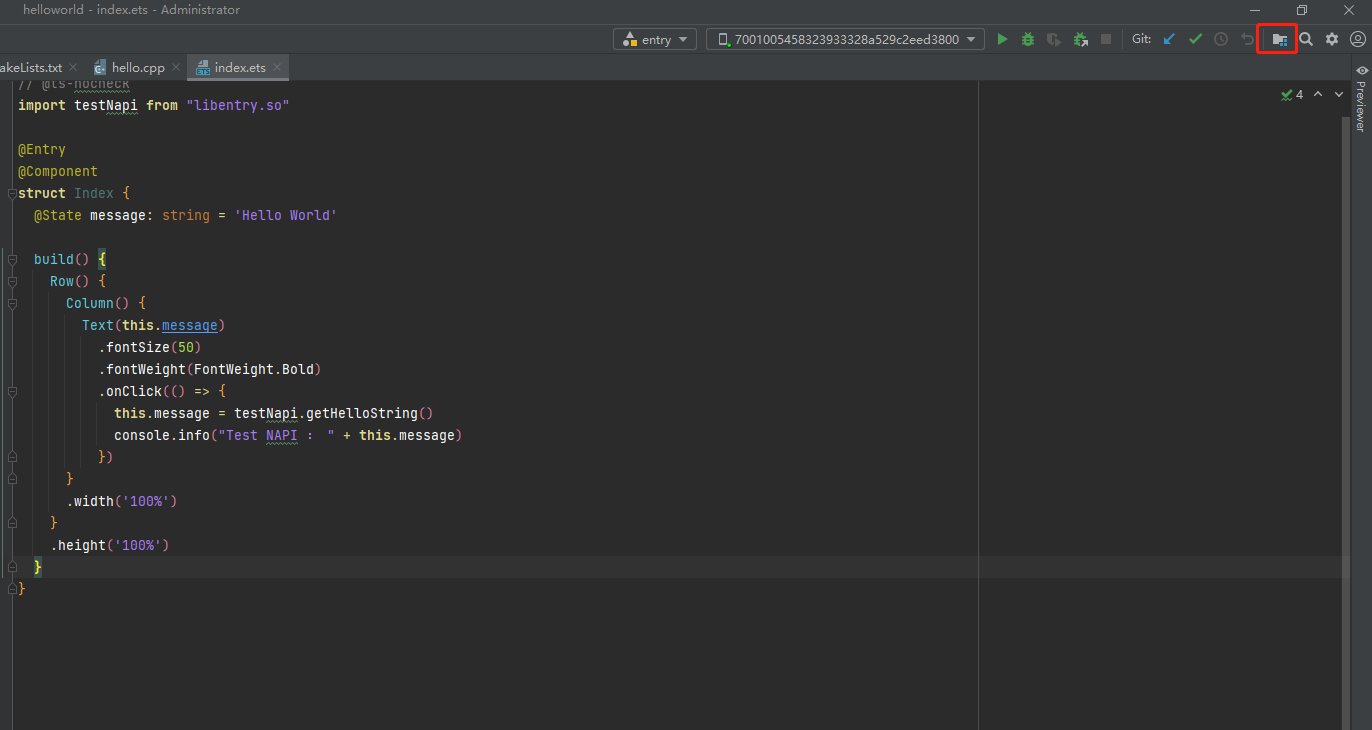 helloworld - index.ets - Administrator
entry 7001005458323933328a529c2eed3800 Git:
akeLists.txt hello.cpp index.ets
ETS
// @ts-nocheck
import testNapi from "libentry.so"
4
Previewer
@Entry
@Component
struct Index {
@State message: string = 'Hello World'
build() {
Row() {
Column() {
Text(this.message)
.fontSize(50)
.fontWeight(FontWeight.Bold)
.onClick(() => {
this.message = testNapi.getHelloString()
console.info("Test NAPI : " + this.message)
})
}
.width('100%')
}
.height('100%')
}
}